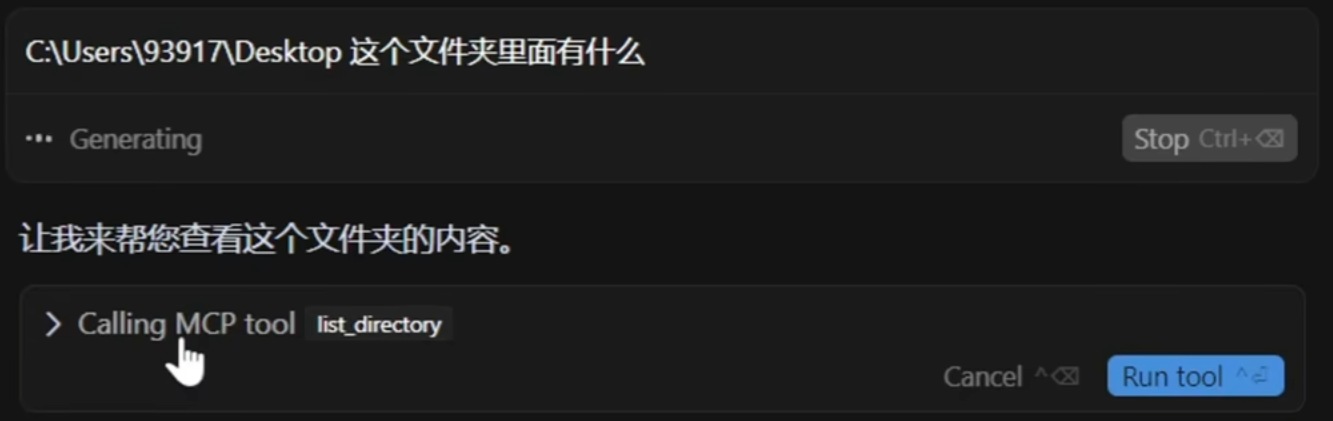 C:\Users\93917\Desktop 这个文件夹里面有什么
Generating Stop Ctrl+⌫
让我来帮您查看这个文件夹的内容。
Calling MCP tool list_directory
Cancel ^⌫ Run tool ^⏎